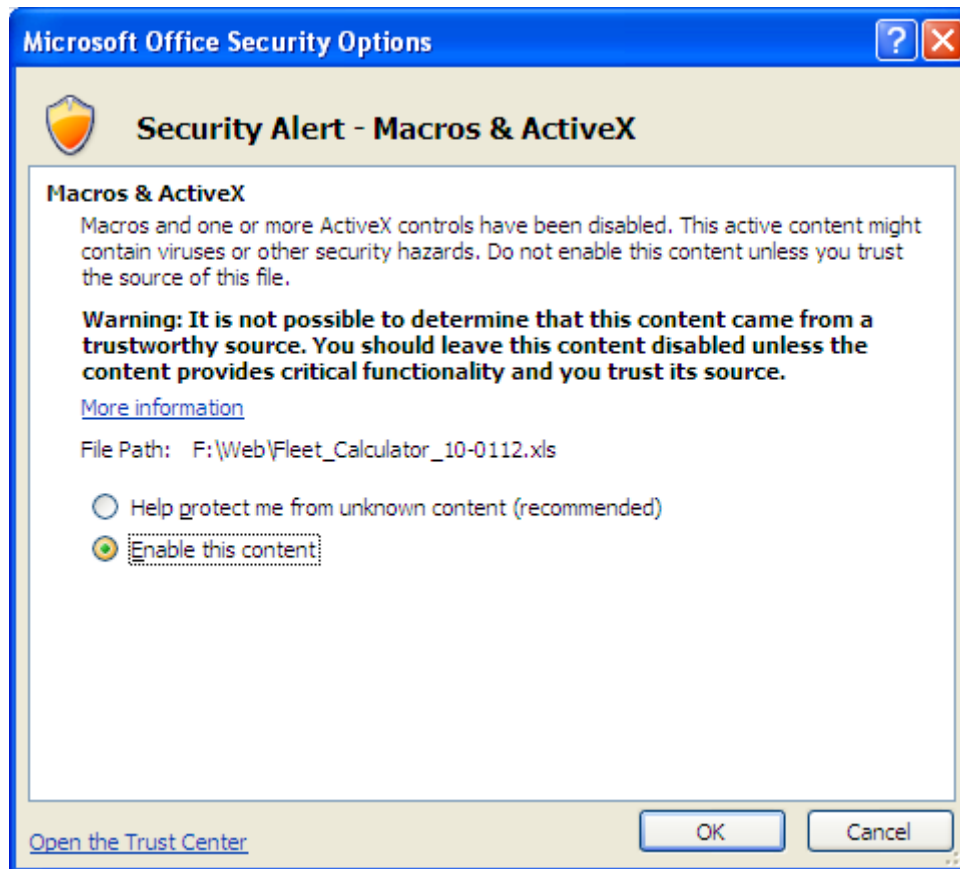 Microsoft Office Security Options
Security Alert - Macros & ActiveX
Macros & ActiveX
Macros and one or more ActiveX controls have been disabled. This active content might
contain viruses or other security hazards. Do not enable this content unless you trust
the source of this file.
Warning: It is not possible to determine that this content came from a
trustworthy source. You should leave this content disabled unless the
content provides critical functionality and you trust its source.
More information
File Path: F:\Web\Fleet_Calculator_10-0112.xls
Help protect me from unknown content (recommended)
Enable this content
Open the Trust Center
OK
Cancel